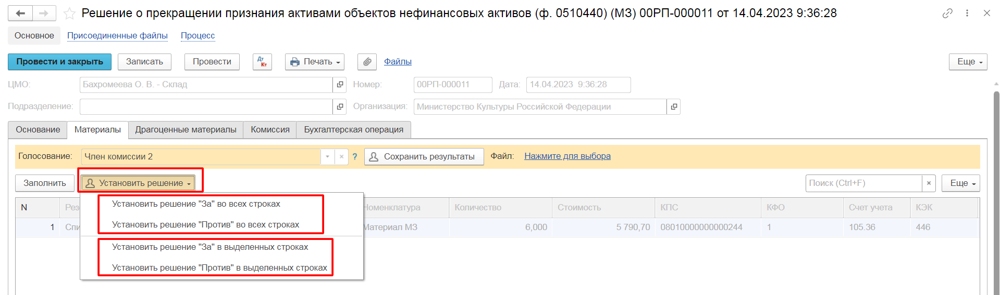 Решение о прекращении признания активами объектов нефинансовых активов (ф. 0510440) (МЗ) 00РП-000011 от 14.04.2023 9:36:28
Основное Присоединенные файлы Процесс
Провести и закрыть Записать Провести Дт Кт Печать Файлы Еще
ЦМО: Бахромеева О. В. - Склад Номер: 00РП-000011 Дата: 14.04.2023 9:36:28
Подразделение: Организация: Министерство Культуры Российской Федерации
Основание Материалы Драгоценные материалы Комиссия Бухгалтерская операция
Голосование: Член комиссии 2 × ? Сохранить результаты Файл: Нажмите для выбора
Заполнить Установить решение Поиск (Ctrl+F) × Еще
N Рез Номенклатура Количество Стоимость КПС КФО Счет учета КЭК
1 Спи Материал МЗ 6,000 5 790,70 08010000000000244 1 105.36 446
Установить решение "За" во всех строках
Установить решение "Против" во всех строках
Установить решение "За" в выделенных строках
Установить решение "Против" в выделенных строках